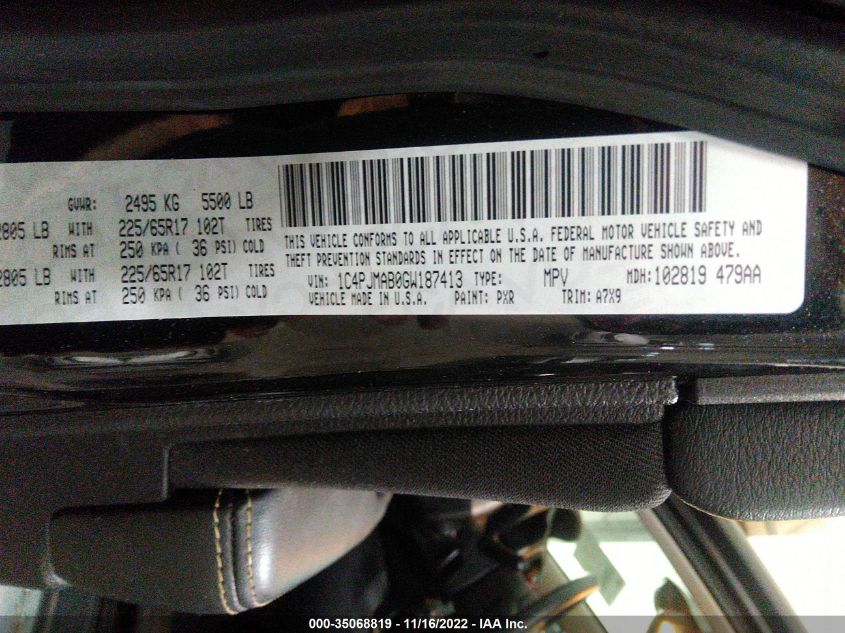 GVWR: 2495 KG 5500 LB
2805 LB WITH 225/65R17 102T TIRES
RIMS AT 250 KPA ( 36 PSI) COLD
2805 LB WITH 225/65R17 102T TIRES
RIMS AT 250 KPA ( 36 PSI) COLD
THIS VEHICLE CONFORMS TO ALL APPLICABLE U.S.A. FEDERAL MOTOR VEHICLE SAFETY AND
THEFT PREVENTION STANDARDS IN EFFECT ON THE DATE OF MANUFACTURE SHOWN ABOVE.
VIN: 1C4PJMAB0GW187413 TYPE: MPV MDH: 102819 479AA
VEHICLE MADE IN U.S.A. PAINT: PXR TRIM: A7X9
000-35068819 - 11/16/2022 - IAA Inc.